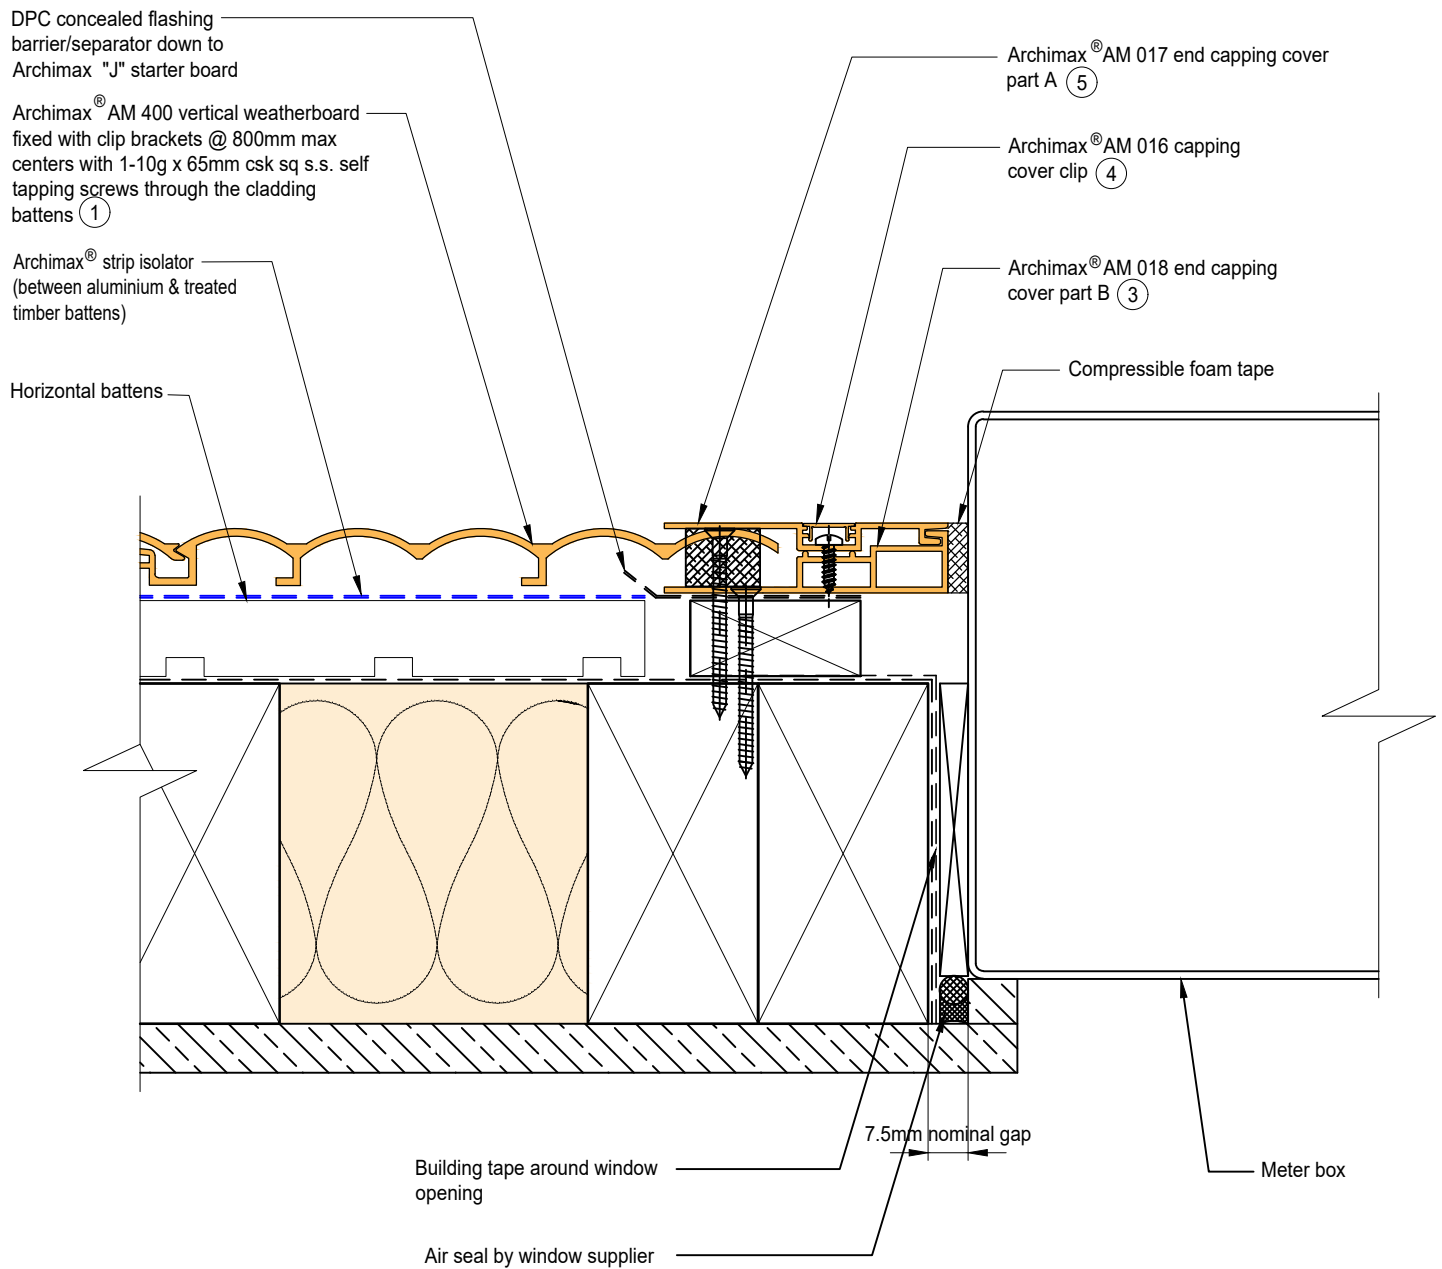 DPC concealed flashing
barrier/separator down to
Archimax "J" starter board
Archimax® AM 400 vertical weatherboard
fixed with clip brackets @ 800mm max
centers with 1-10g x 65mm csk sq s.s. self
tapping screws through the cladding
battens 1
Archimax® strip isolator
(between aluminium & treated
timber battens)
Horizontal battens
Archimax® AM 017 end capping cover
part A 5
Archimax® AM 016 capping
cover clip 4
Archimax® AM 018 end capping
cover part B 3
Compressible foam tape
7.5mm nominal gap
Building tape around window
opening
Meter box
Air seal by window supplier